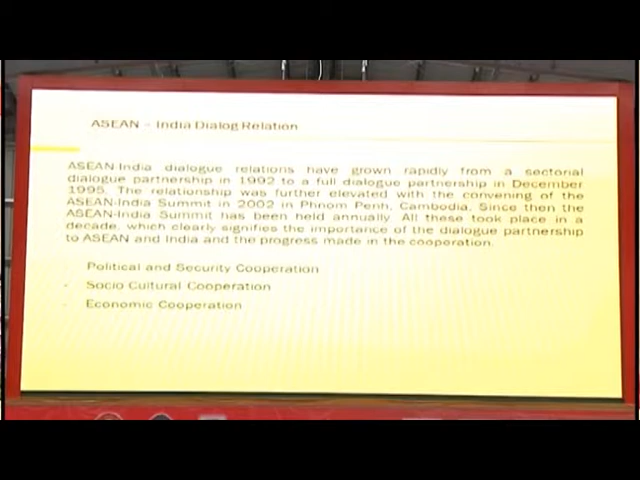 ASEAN – India Dialog Relation
ASEAN-India dialogue relations have grown rapidly from a sectorial
dialogue partnership in 1992 to a full dialogue partnership in December
1995. The relationship was further elevated with the convening of the
ASEAN-India Summit in 2002 in Phnom Penh, Cambodia. Since then the
ASEAN-India Summit has been held annually. All these took place in a
decade, which clearly signifies the importance of the dialogue partnership
to ASEAN and India and the progress made in the cooperation.
Political and Security Cooperation
- Socio Cultural Cooperation
- Economic Cooperation